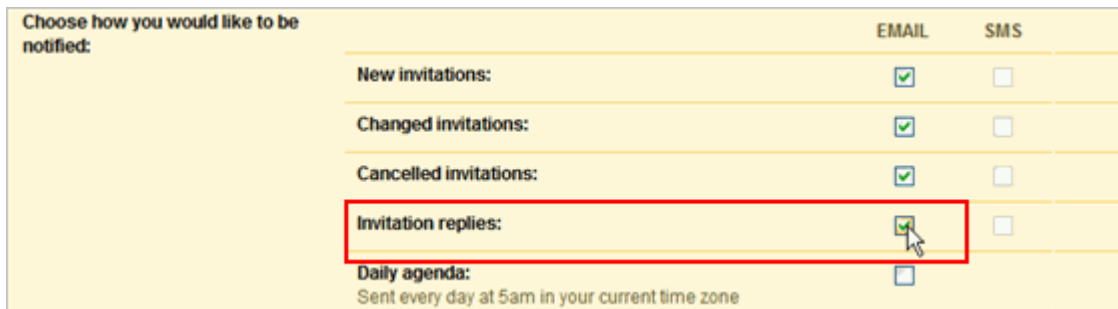 Choose how you would like to be
notified:
EMAIL SMS
New invitations:
Changed invitations:
Cancelled invitations:
Invitation replies:
Daily agenda:
Sent every day at 5am in your current time zone